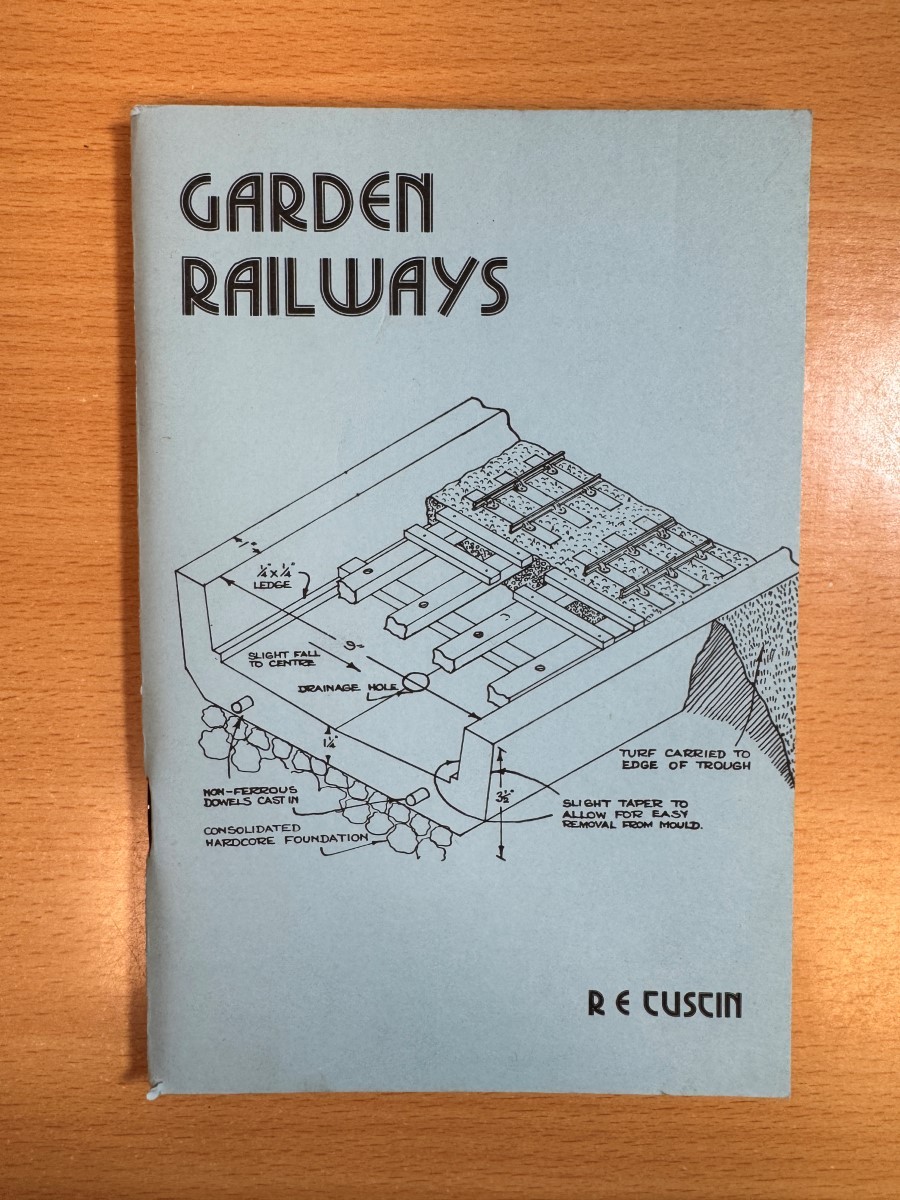 GARDEN
RAILWAYS
1"
¼" x ¼"
LEDGE
9"
SLIGHT FALL
TO CENTRE
DRAINAGE HOLE
1¼"
TURF CARRIED TO
EDGE OF TROUGH
NON-FERROUS
DOWELS CAST IN
3½"
SLIGHT TAPER TO
ALLOW FOR EASY
REMOVAL FROM MOULD.
CONSOLIDATED
HARDCORE FOUNDATION
R E TUSTIN